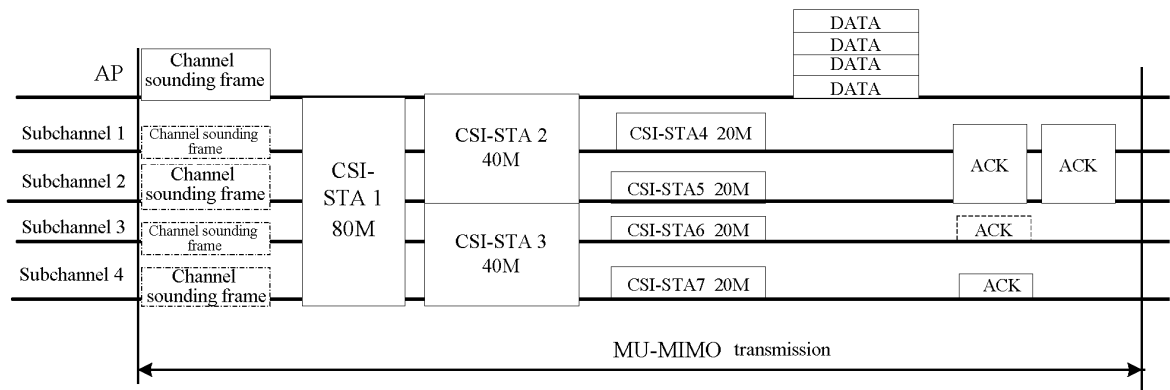 AP
Channel
sounding frame
DATA
DATA
DATA
DATA
Subchannel 1
Channel sounding
frame
Subchannel 2
Channel
sounding frame
Subchannel 3
Channel sounding
frame
Subchannel 4
Channel
sounding frame
CSI-
STA 1
80M
CSI-STA 2
40M
CSI-STA 3
40M
CSI-STA4 20M
CSI-STA5 20M
CSI-STA6 20M
CSI-STA7 20M
ACK
ACK
ACK
ACK
MU-MIMO transmission